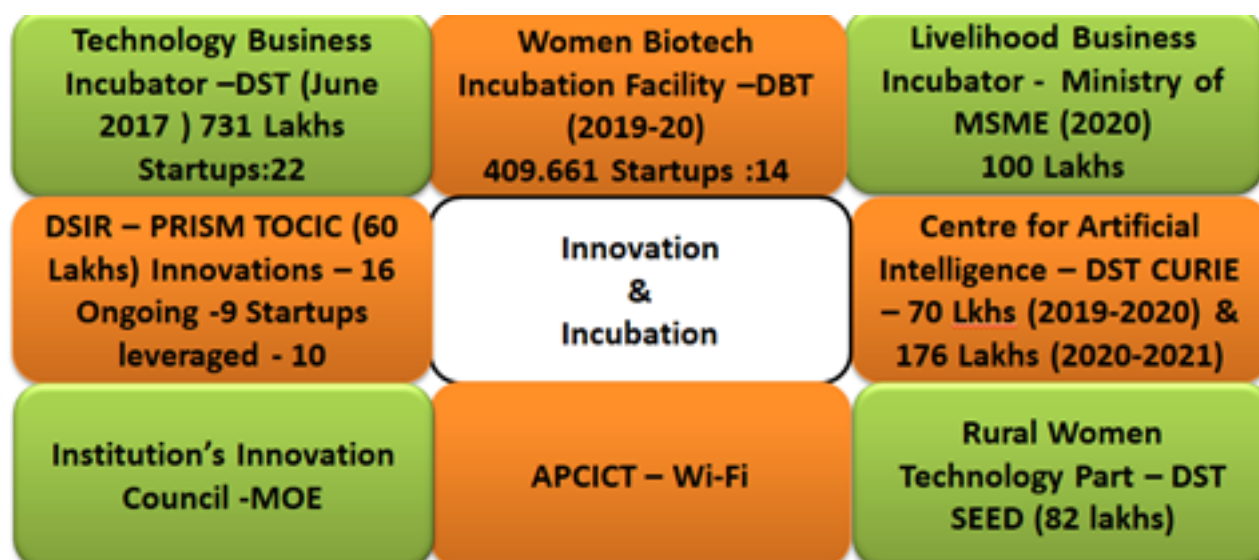 Technology Business
Incubator –DST (June
2017 ) 731 Lakhs
Startups:22
Women Biotech
Incubation Facility –DBT
(2019-20)
409.661 Startups :14
Livelihood Business
Incubator - Ministry of
MSME (2020)
100 Lakhs
DSIR – PRISM TOCIC (60
Lakhs) Innovations – 16
Ongoing -9 Startups
leveraged - 10
Innovation
&
Incubation
Centre for Artificial
Intelligence – DST CURIE
– 70 Lkhs (2019-2020) &
176 Lakhs (2020-2021)
Institution’s Innovation
Council -MOE
APCICT – Wi-Fi
Rural Women
Technology Part – DST
SEED (82 lakhs)